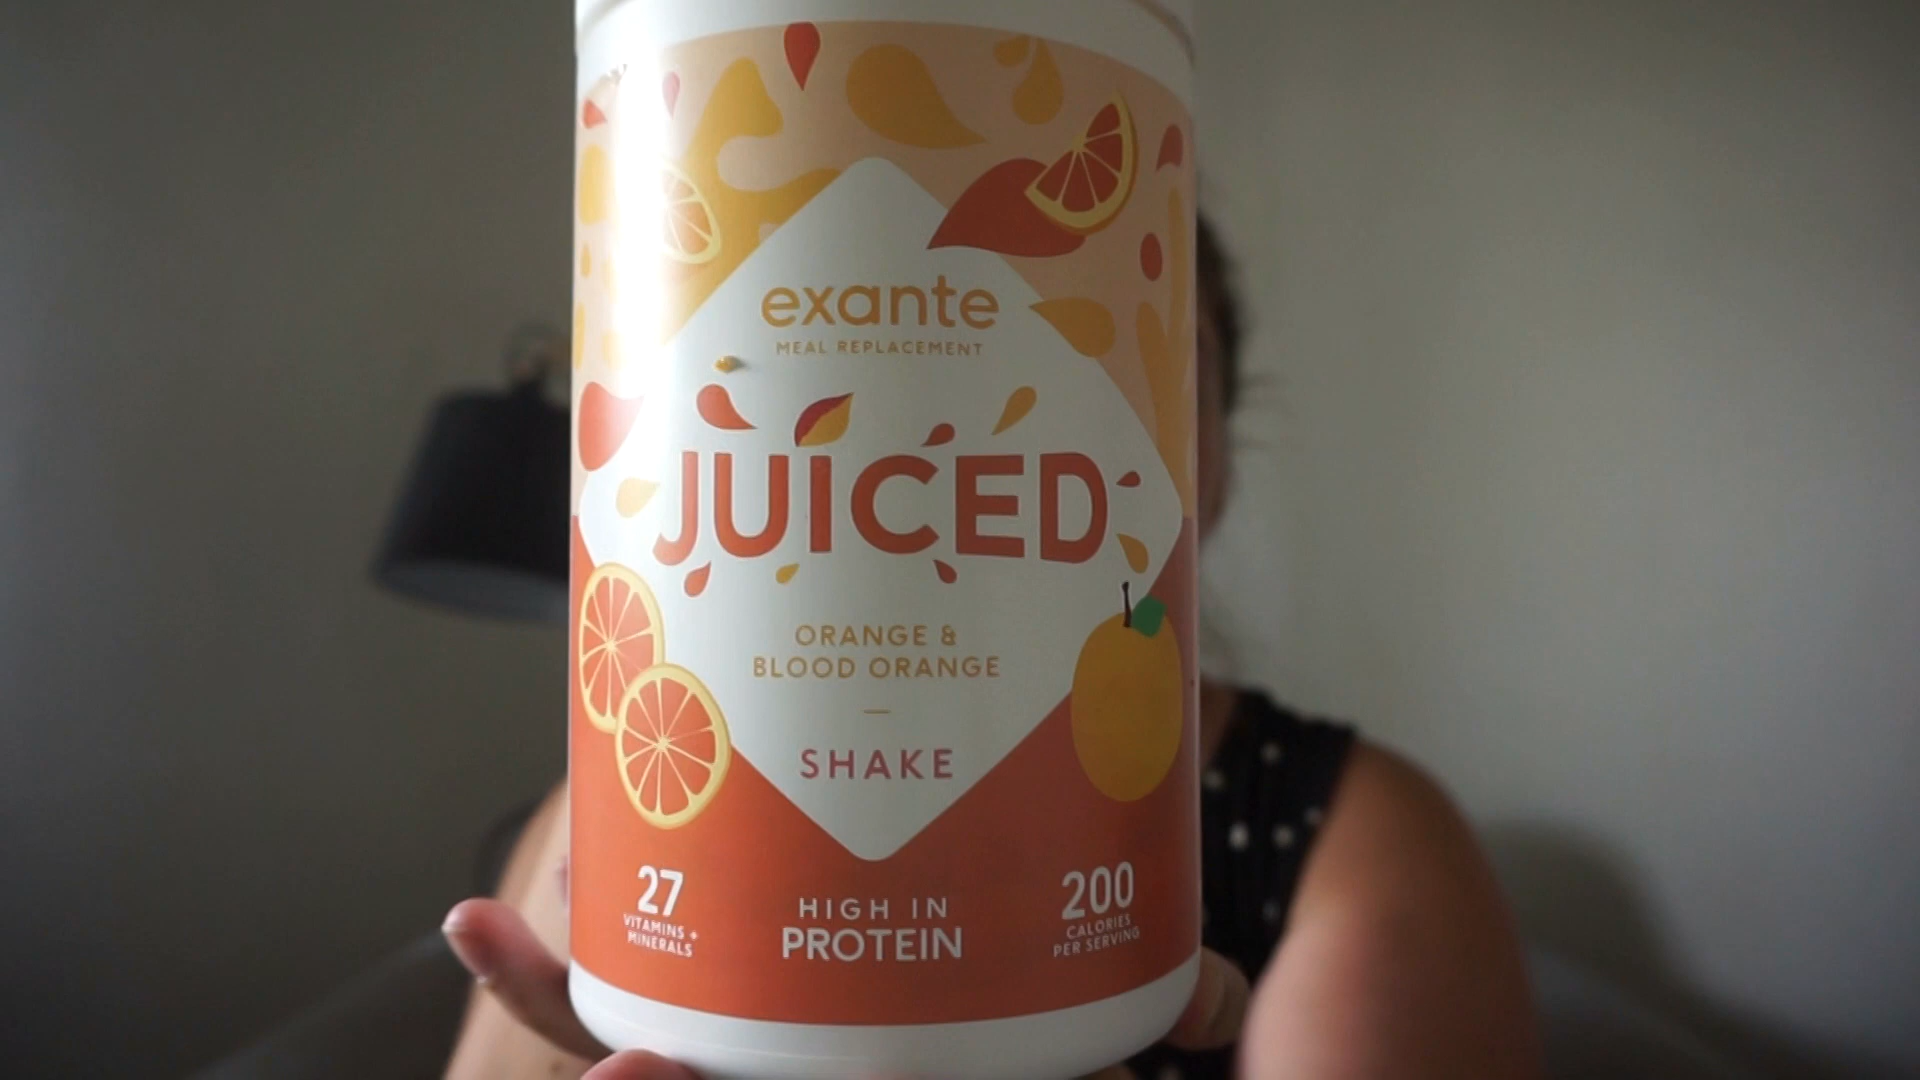 exante
MEAL REPLACEMENT
JUICED
ORANGE &
BLOOD ORANGE
SHAKE
27
VITAMINS +
MINERALS
HIGH IN
PROTEIN
200
CALORIES
PER SERVING